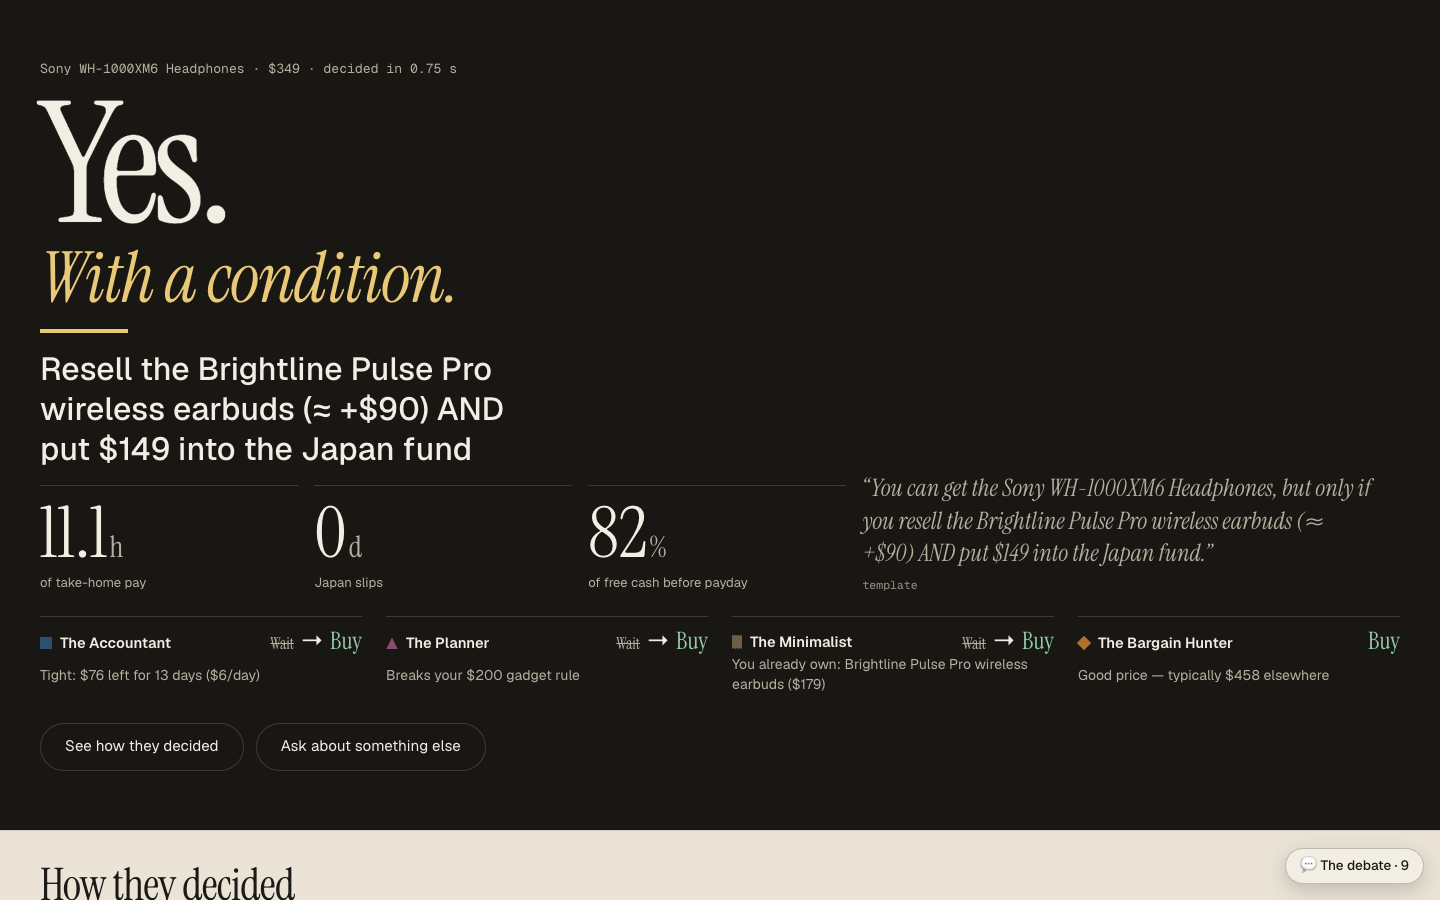 Sony WH-1000XM6 Headphones · $349 · decided in 0.75 s
Yes.
With a condition.
Resell the Brightline Pulse Pro
wireless earbuds (≈ +$90) AND
put $149 into the Japan fund
11.1h
of take-home pay
0d
Japan slips
82%
of free cash before payday
“You can get the Sony WH-1000XM6 Headphones, but only if
you resell the Brightline Pulse Pro wireless earbuds (≈
+$90) AND put $149 into the Japan fund.”
template
The Accountant Wait → Buy
Tight: $76 left for 13 days ($6/day)
The Planner Wait → Buy
Breaks your $200 gadget rule
The Minimalist Wait → Buy
You already own: Brightline Pulse Pro wireless
earbuds ($179)
The Bargain Hunter Buy
Good price — typically $458 elsewhere
See how they decided
Ask about something else
How they decided
💬 The debate · 9